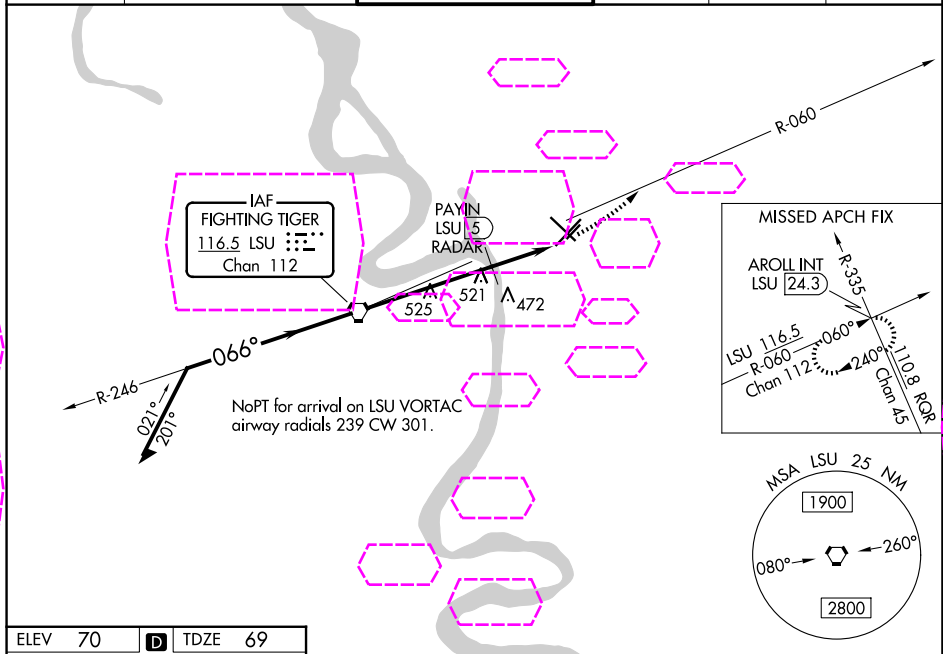 R-060
IAF
FIGHTING TIGER
116.5 LSU
Chan 112
PAYIN
LSU 5
RADAR
525
521
472
066°
R-246
021°
201°
NoPT for arrival on LSU VORTAC
airway radials 239 CW 301.
MISSED APCH FIX
AROLL INT
LSU 24.3
R-335
LSU 116.5
R-060
Chan 112
060°
240°
110.8 RQR
Chan 45
MSA LSU 25 NM
1900
080°
260°
2800
ELEV 70 D TDZE 69